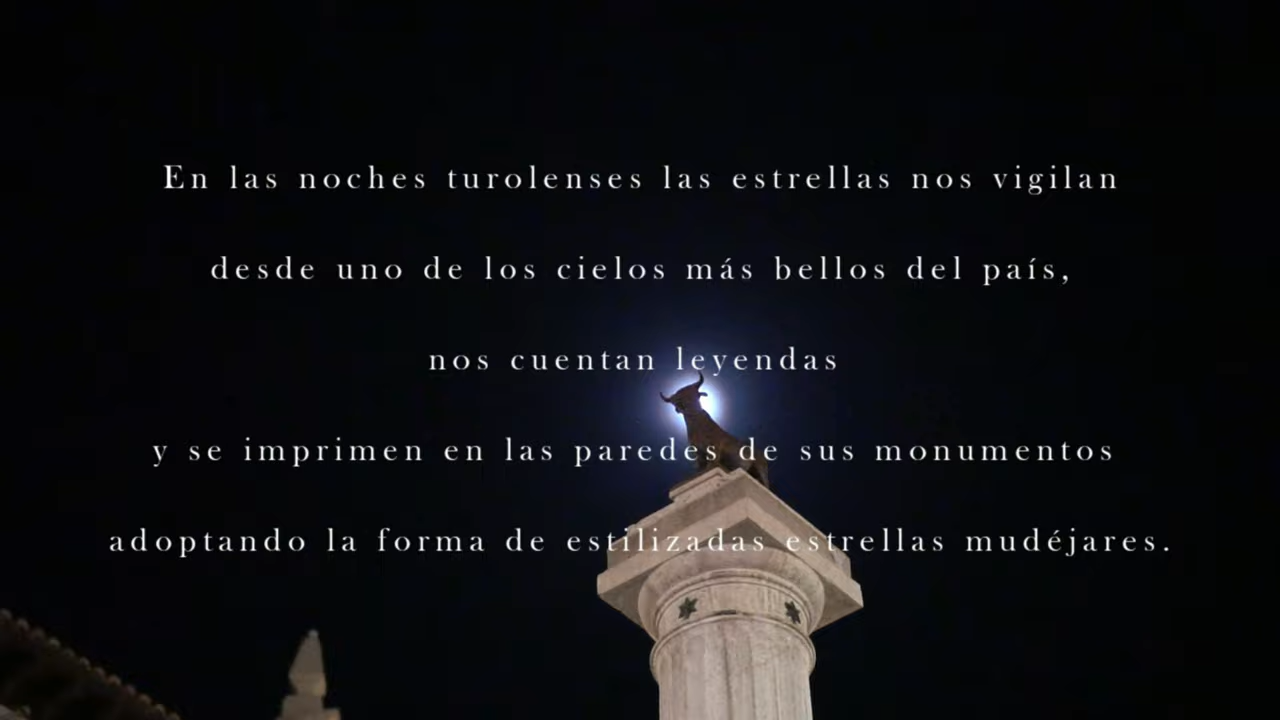 En las noches turolenses las estrellas nos vigilan
desde uno de los cielos más bellos del país,
nos cuentan leyendas
y se imprimen en las paredes de sus monumentos
adoptando la forma de estilizadas estrellas mudéjares.